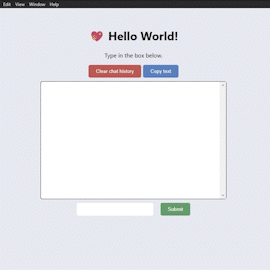 Edit View Window Help
Hello World!
Type in the box below.
Clear chat history Copy text
Submit